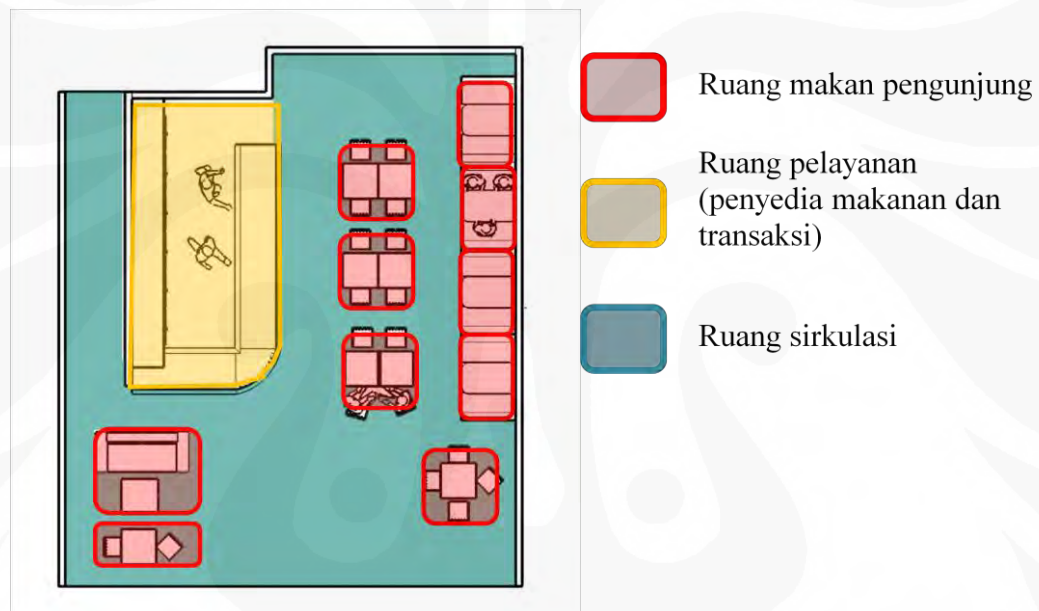 Ruang makan pengunjung
Ruang pelayanan
(penyedia makanan dan
transaksi)
Ruang sirkulasi